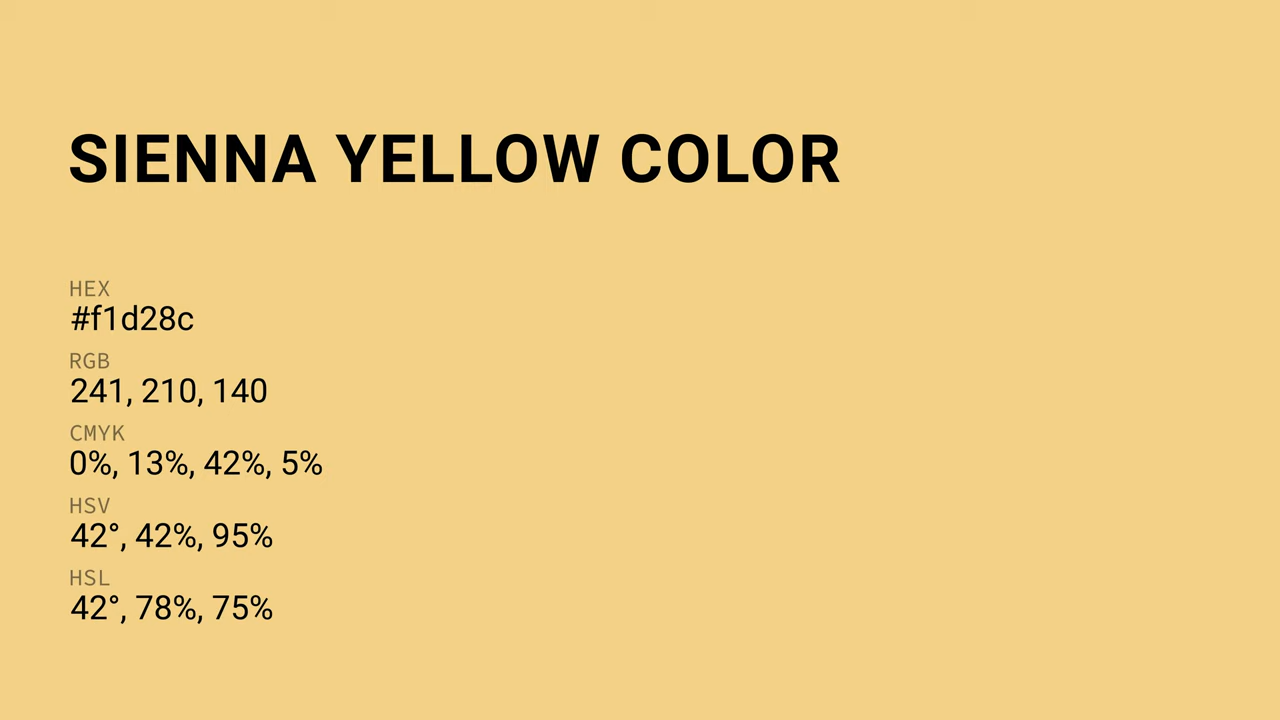 SIENNA YELLOW COLOR
HEX
#f1d28c
RGB
241, 210, 140
CMYK
0%, 13%, 42%, 5%
HSV
42°, 42%, 95%
HSL
42°, 78%, 75%